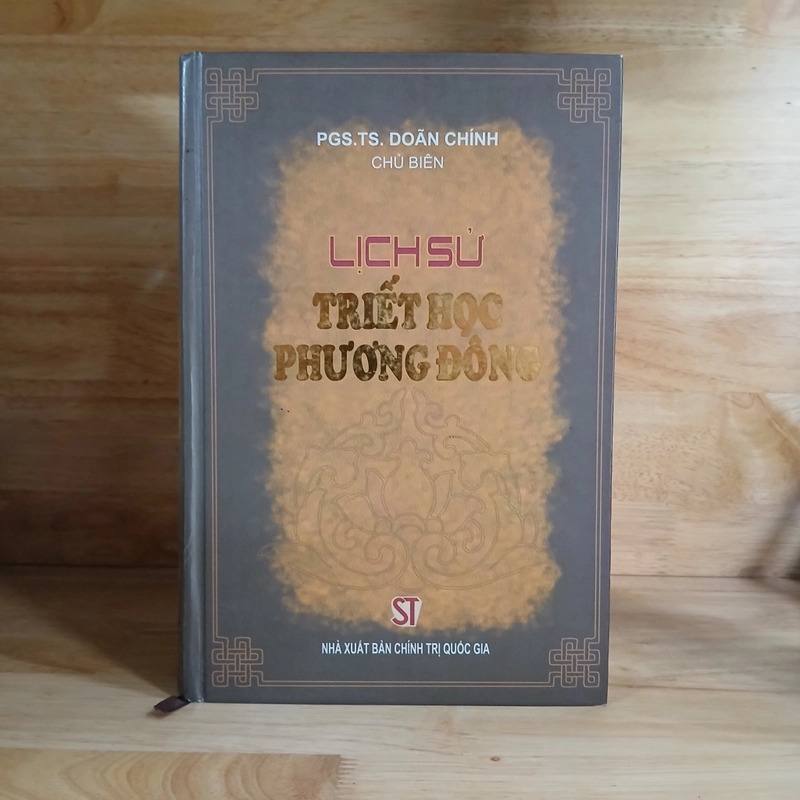 PGS.TS. DOÃN CHÍNH
CHỦ BIÊN
LỊCH SỬ
TRIẾT HỌC
PHƯƠNG ĐÔNG
ST
NHÀ XUẤT BẢN CHÍNH TRỊ QUỐC GIA